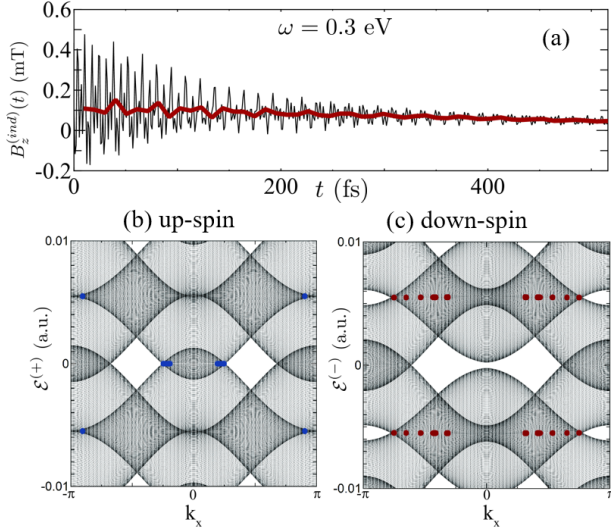 ω = 0.3 eV
(a)
B_z^{(ind)}(t) (mT)
0.6
0.4
0.2
0
-0.2
0
200
400
t (fs)
(b) up-spin
(c) down-spin
ε^{(+)} (a.u.)
0.01
0
-0.01
-π
0
π
k_x
ε^{(-)} (a.u.)
0.01
0
-0.01
-π
0
π
k_x